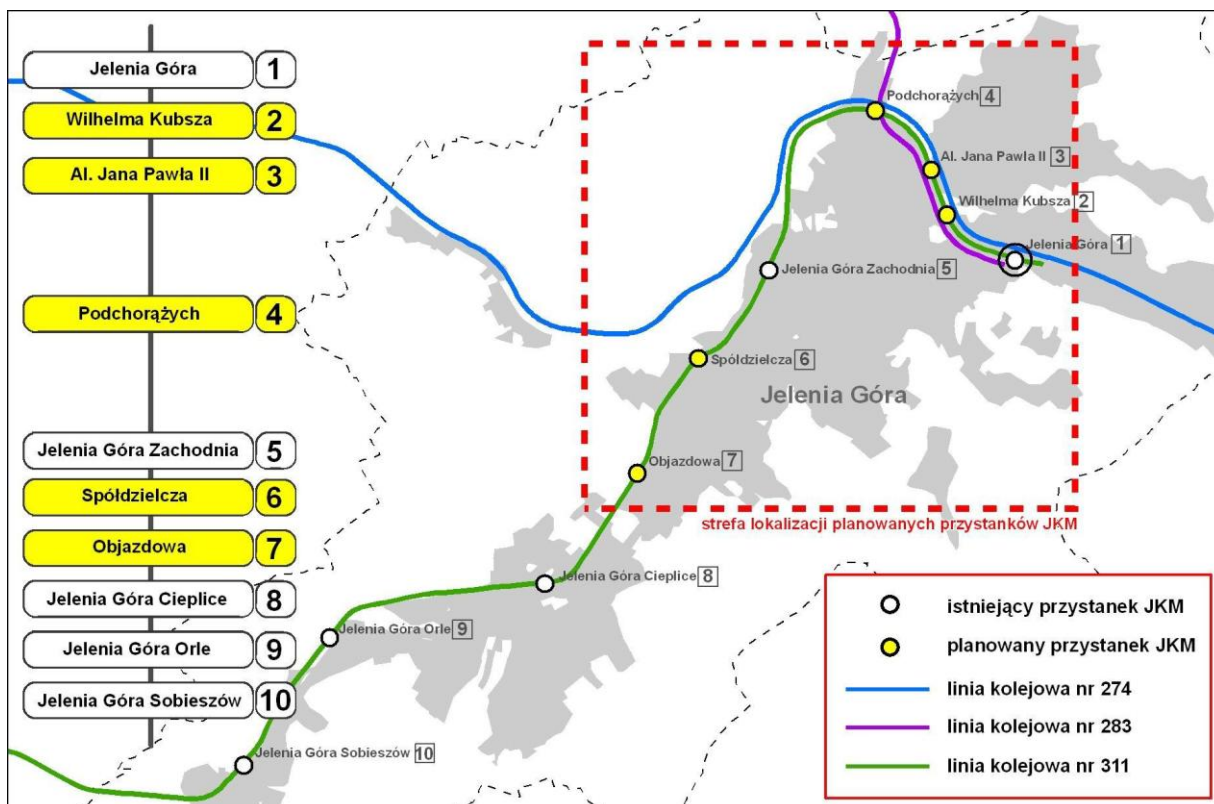 Jelenia Góra 1
Wilhelma Kubsza 2
Al. Jana Pawła II 3
Podchorążych 4
Jelenia Góra Zachodnia 5
Spółdzielcza 6
Objazdowa 7
Jelenia Góra Cieplice 8
Jelenia Góra Orle 9
Jelenia Góra Sobieszów 10
Podchorążych 4
Al. Jana Pawła II 3
Wilhelma Kubsza 2
Jelenia Góra 1
Jelenia Góra Zachodnia 5
Spółdzielcza 6
Jelenia Góra
Objazdowa 7
strefa lokalizacji planowanych przystanków JKM
Jelenia Góra Cieplice 8
Jelenia Góra Orle 9
Jelenia Góra Sobieszów 10
istniejący przystanek JKM
planowany przystanek JKM
linia kolejowa nr 274
linia kolejowa nr 283
linia kolejowa nr 311